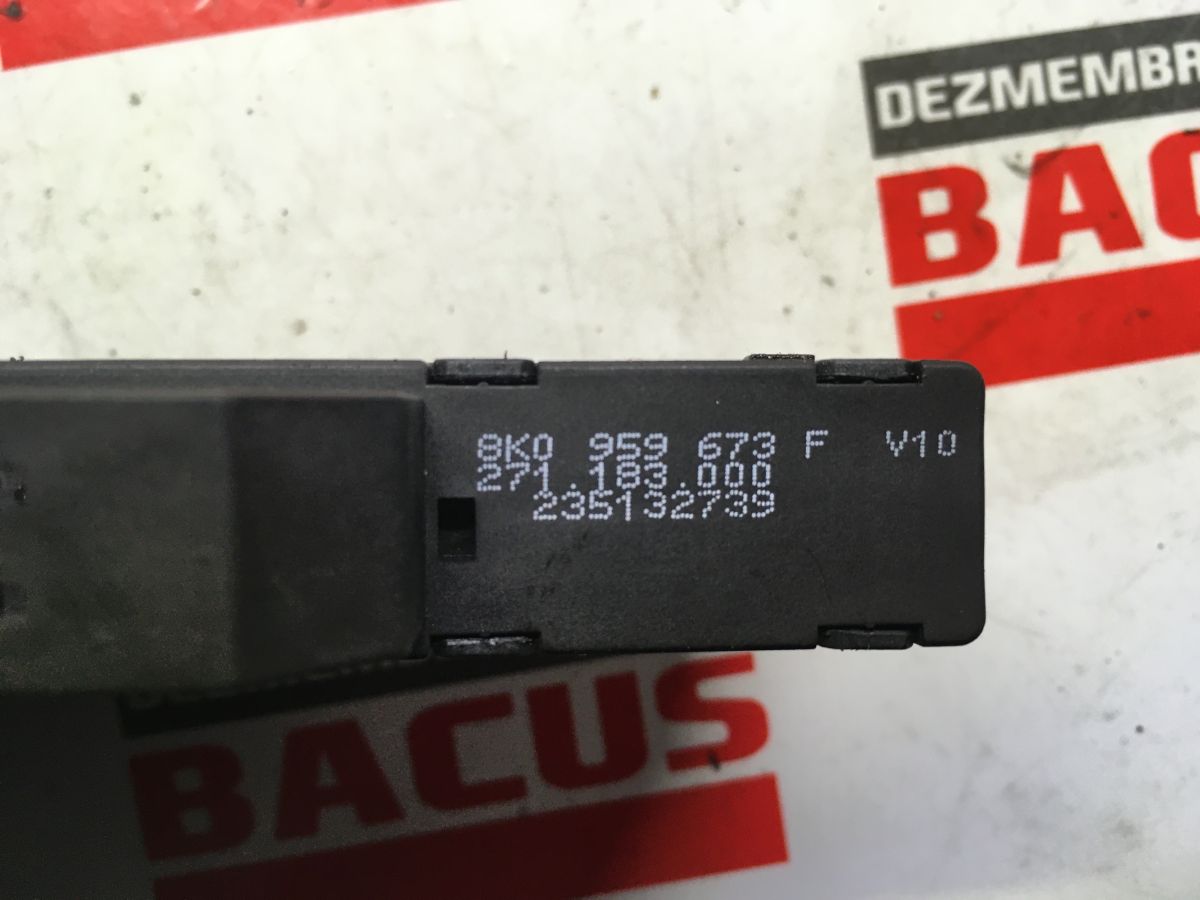 DEZMEMBR
BAC
8K0 959 673 F V10
271.183.000
235132739
BACUS